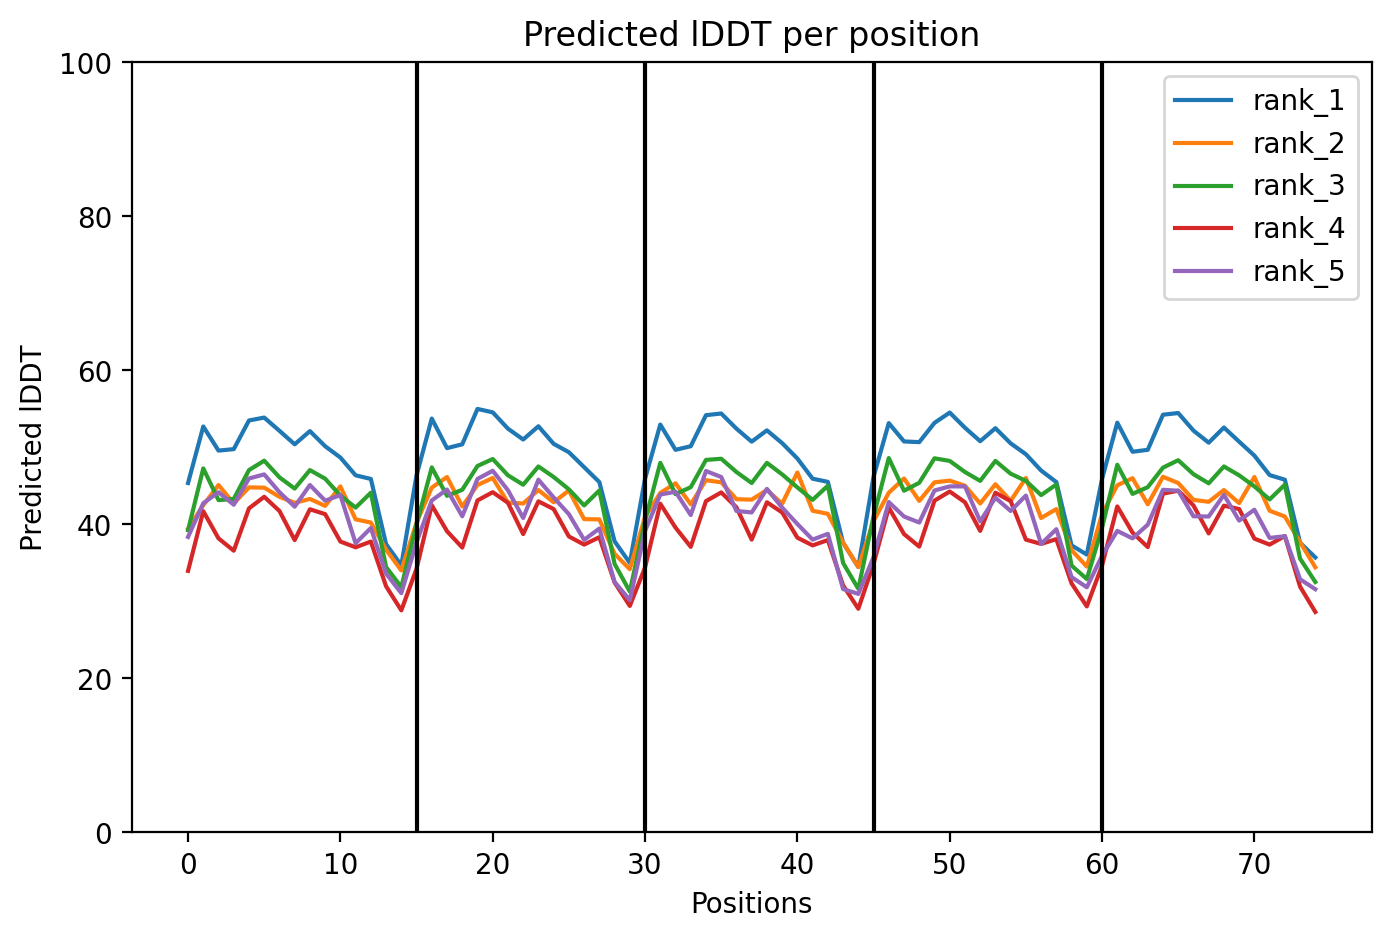 Predicted lDDT per position
100
80
60
40
20
0
Predicted lDDT
rank_1
rank_2
rank_3
rank_4
rank_5
0 10 20 30 40 50 60 70
Positions